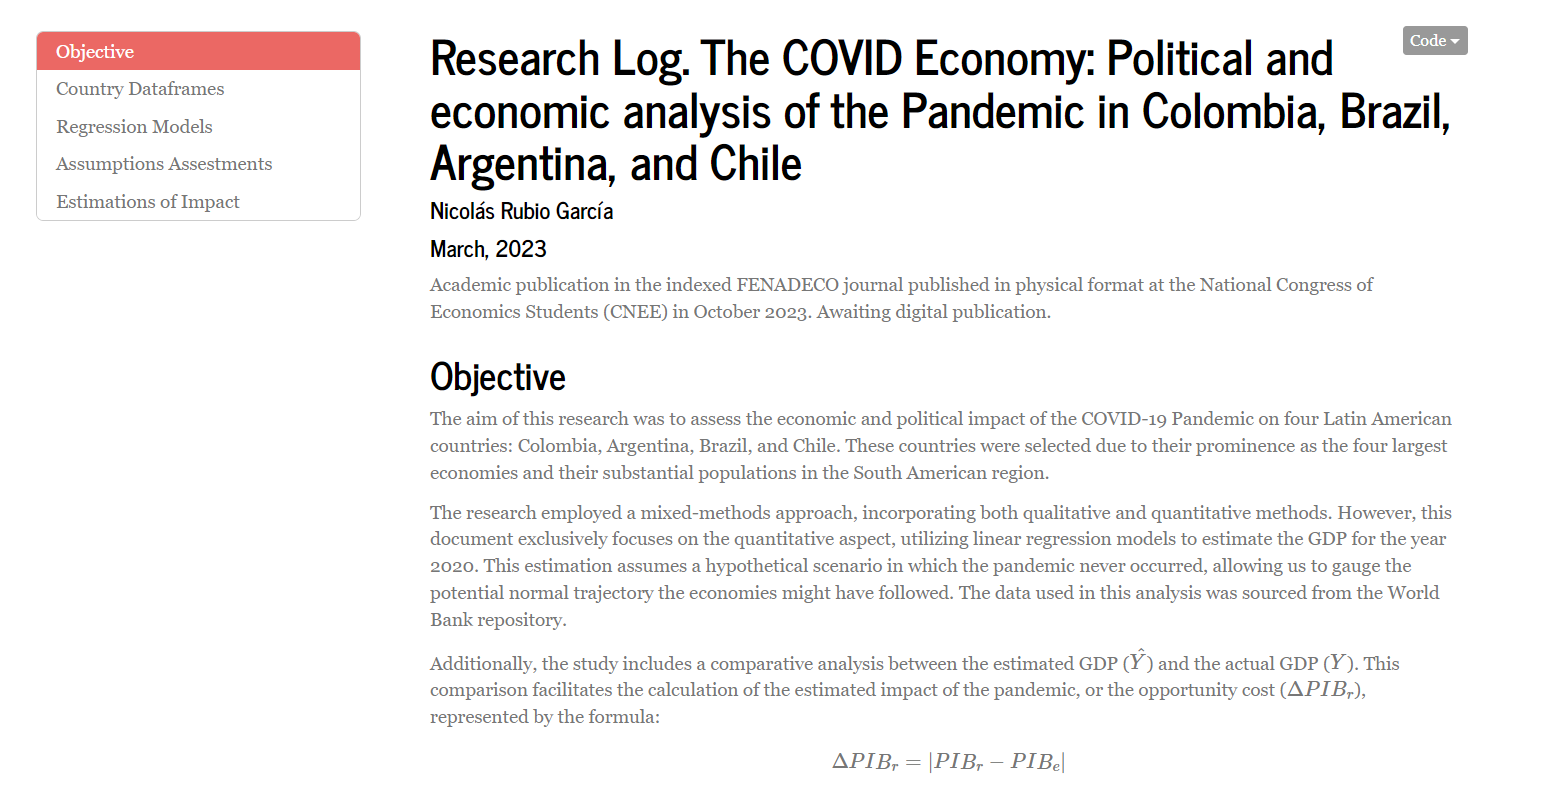 Objective
Country Dataframes
Regression Models
Assumptions Assestments
Estimations of Impact
Code
Research Log. The COVID Economy: Political and
economic analysis of the Pandemic in Colombia, Brazil,
Argentina, and Chile
Nicolás Rubio García
March, 2023
Academic publication in the indexed FENADECO journal published in physical format at the National Congress of
Economics Students (CNEE) in October 2023. Awaiting digital publication.
Objective
The aim of this research was to assess the economic and political impact of the COVID-19 Pandemic on four Latin American
countries: Colombia, Argentina, Brazil, and Chile. These countries were selected due to their prominence as the four largest
economies and their substantial populations in the South American region.
The research employed a mixed-methods approach, incorporating both qualitative and quantitative methods. However, this
document exclusively focuses on the quantitative aspect, utilizing linear regression models to estimate the GDP for the year
2020. This estimation assumes a hypothetical scenario in which the pandemic never occurred, allowing us to gauge the
potential normal trajectory the economies might have followed. The data used in this analysis was sourced from the World
Bank repository.
Additionally, the study includes a comparative analysis between the estimated GDP (Ŷ) and the actual GDP (Y). This
comparison facilitates the calculation of the estimated impact of the pandemic, or the opportunity cost (ΔPIBᵣ),
represented by the formula:
ΔPIBᵣ = |PIBᵣ − PIBₑ|